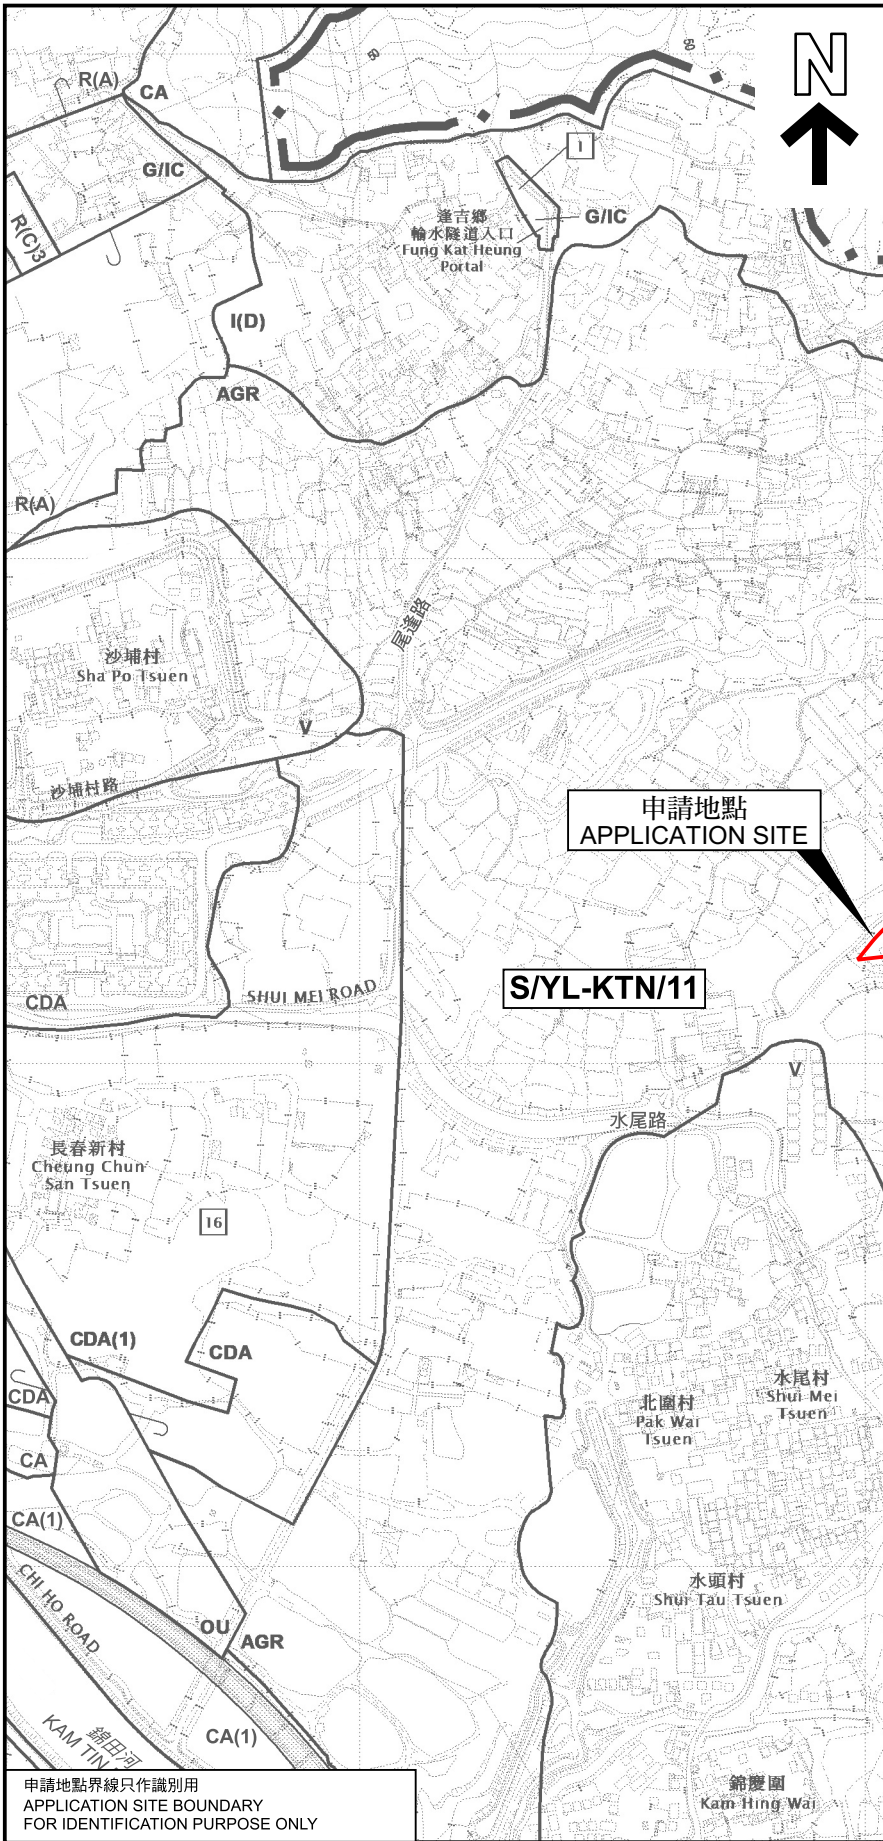 N
50
50
R(A)
CA
G/IC
R(C)3
1
G/IC
逢吉鄉
輸水隧道入口
Fung Kat Heung
Portal
I(D)
AGR
R(A)
尾逢路
沙埔村
Sha Po Tsuen
V
沙埔村路
申請地點
APPLICATION SITE
S/YL-KTN/11
CDA
SHUI MEI ROAD
V
水尾路
長春新村
Cheung Chun
San Tsuen
16
CDA(1)
CDA
CDA
CA
CA(1)
水尾村
Shui Mei
Tsuen
北圍村
Pak Wai
Tsuen
水頭村
Shui Tau Tsuen
CHI HO ROAD
OU
AGR
CA(1)
錦田河
KAM TIN
錦慶圍
Kam Hing Wai
申請地點界線只作識別用
APPLICATION SITE BOUNDARY
FOR IDENTIFICATION PURPOSE ONLY